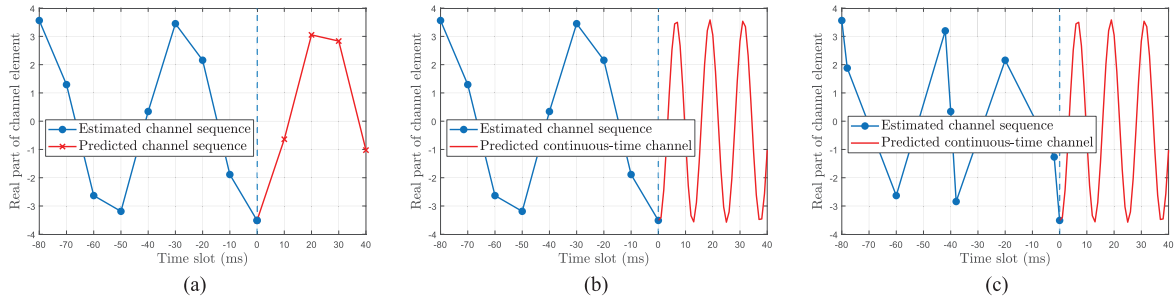 Real part of channel element
4
3
2
1
0
-1
-2
-3
-4
Estimated channel sequence
Predicted channel sequence
-80 -70 -60 -50 -40 -30 -20 -10 0 10 20 30 40
Time slot (ms)
(a)
Real part of channel element
4
3
2
1
0
-1
-2
-3
-4
Estimated channel sequence
Predicted continuous-time channel
-80 -70 -60 -50 -40 -30 -20 -10 0 10 20 30 40
Time slot (ms)
(b)
Real part of channel element
4
3
2
1
0
-1
-2
-3
-4
Estimated channel sequence
Predicted continuous-time channel
-80 -70 -60 -50 -40 -30 -20 -10 0 10 20 30 40
Time slot (ms)
(c)